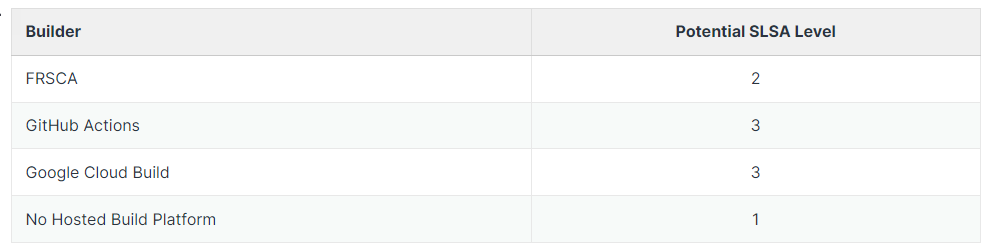 Builder Potential SLSA Level
FRSCA 2
GitHub Actions 3
Google Cloud Build 3
No Hosted Build Platform 1